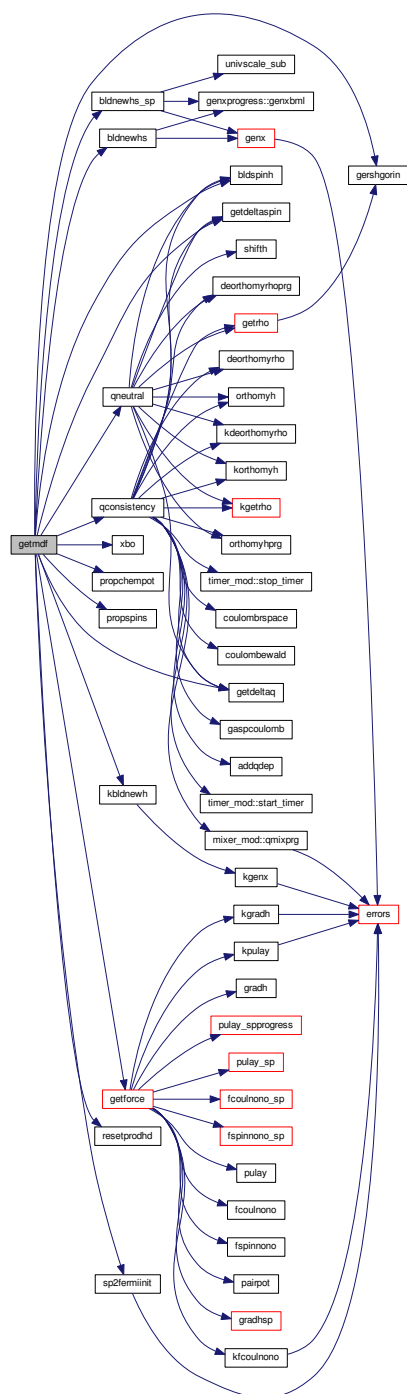 univscale_sub
bldnewhs_sp
genxprogress::genxbml
bldnewhs
genx
bldspinh
gershgorin
getdeltaspin
shifth
deorthomyrhoprg
getrho
deorthomyrho
qneutral
orthomyh
kdeorthomyrho
korthomyh
qconsistency
kgetrho
orthomyhprg
getmdf
xbo
propchempot
timer_mod::stop_timer
propspins
coulombrspace
coulombewald
getdeltaq
gaspcoulomb
addqdep
kbldnewh
timer_mod::start_timer
mixer_mod::qmixprg
kgenx
kgradh
errors
kpulay
gradh
pulay_spprogress
pulay_sp
getforce
fcoulnono_sp
resetprodhd
fspinnono_sp
pulay
fcoulnono
fspinnono
sp2fermiinit
pairpot
gradhsp
kfcoulnono